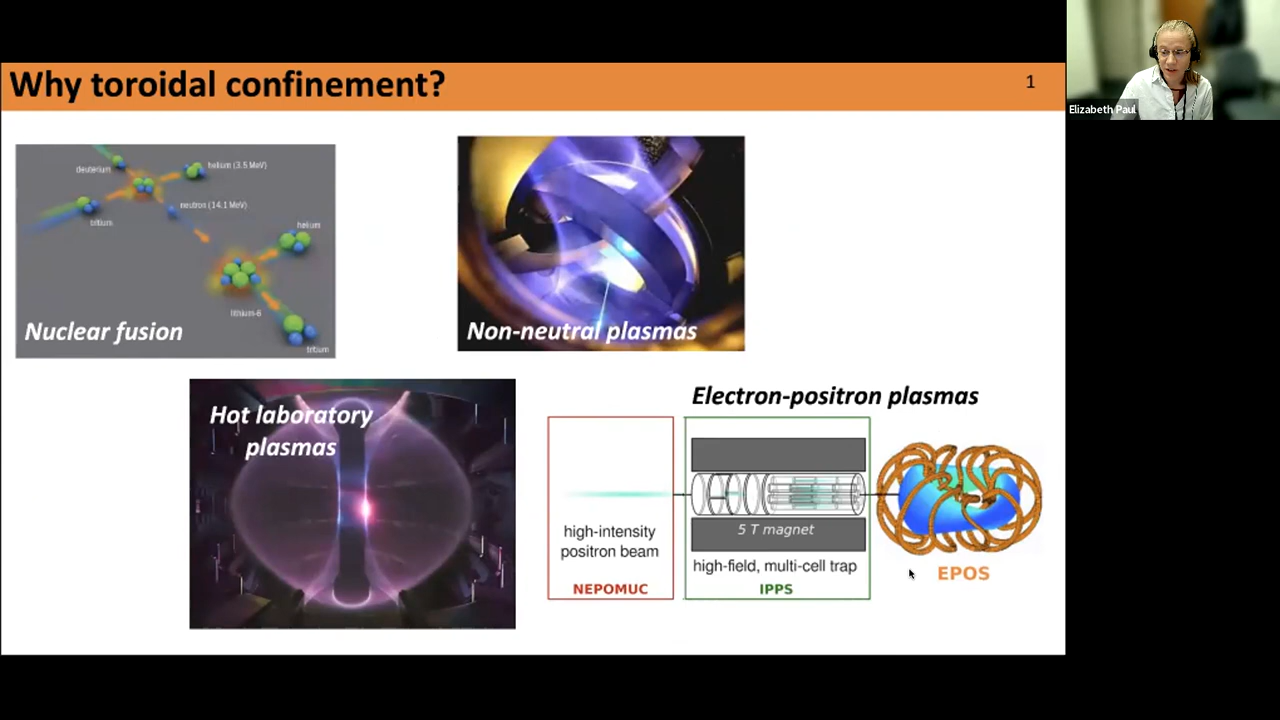 Why toroidal confinement?
1
Elizabeth Paul
deuterium
helium (3.5 MeV)
neutron (14.1 MeV)
tritium
helium
lithium-6
tritium
Nuclear fusion
Non-neutral plasmas
Hot laboratory
plasmas
Electron-positron plasmas
high-intensity
positron beam
NEPOMUC
5 T magnet
high-field, multi-cell trap
IPPS
EPOS